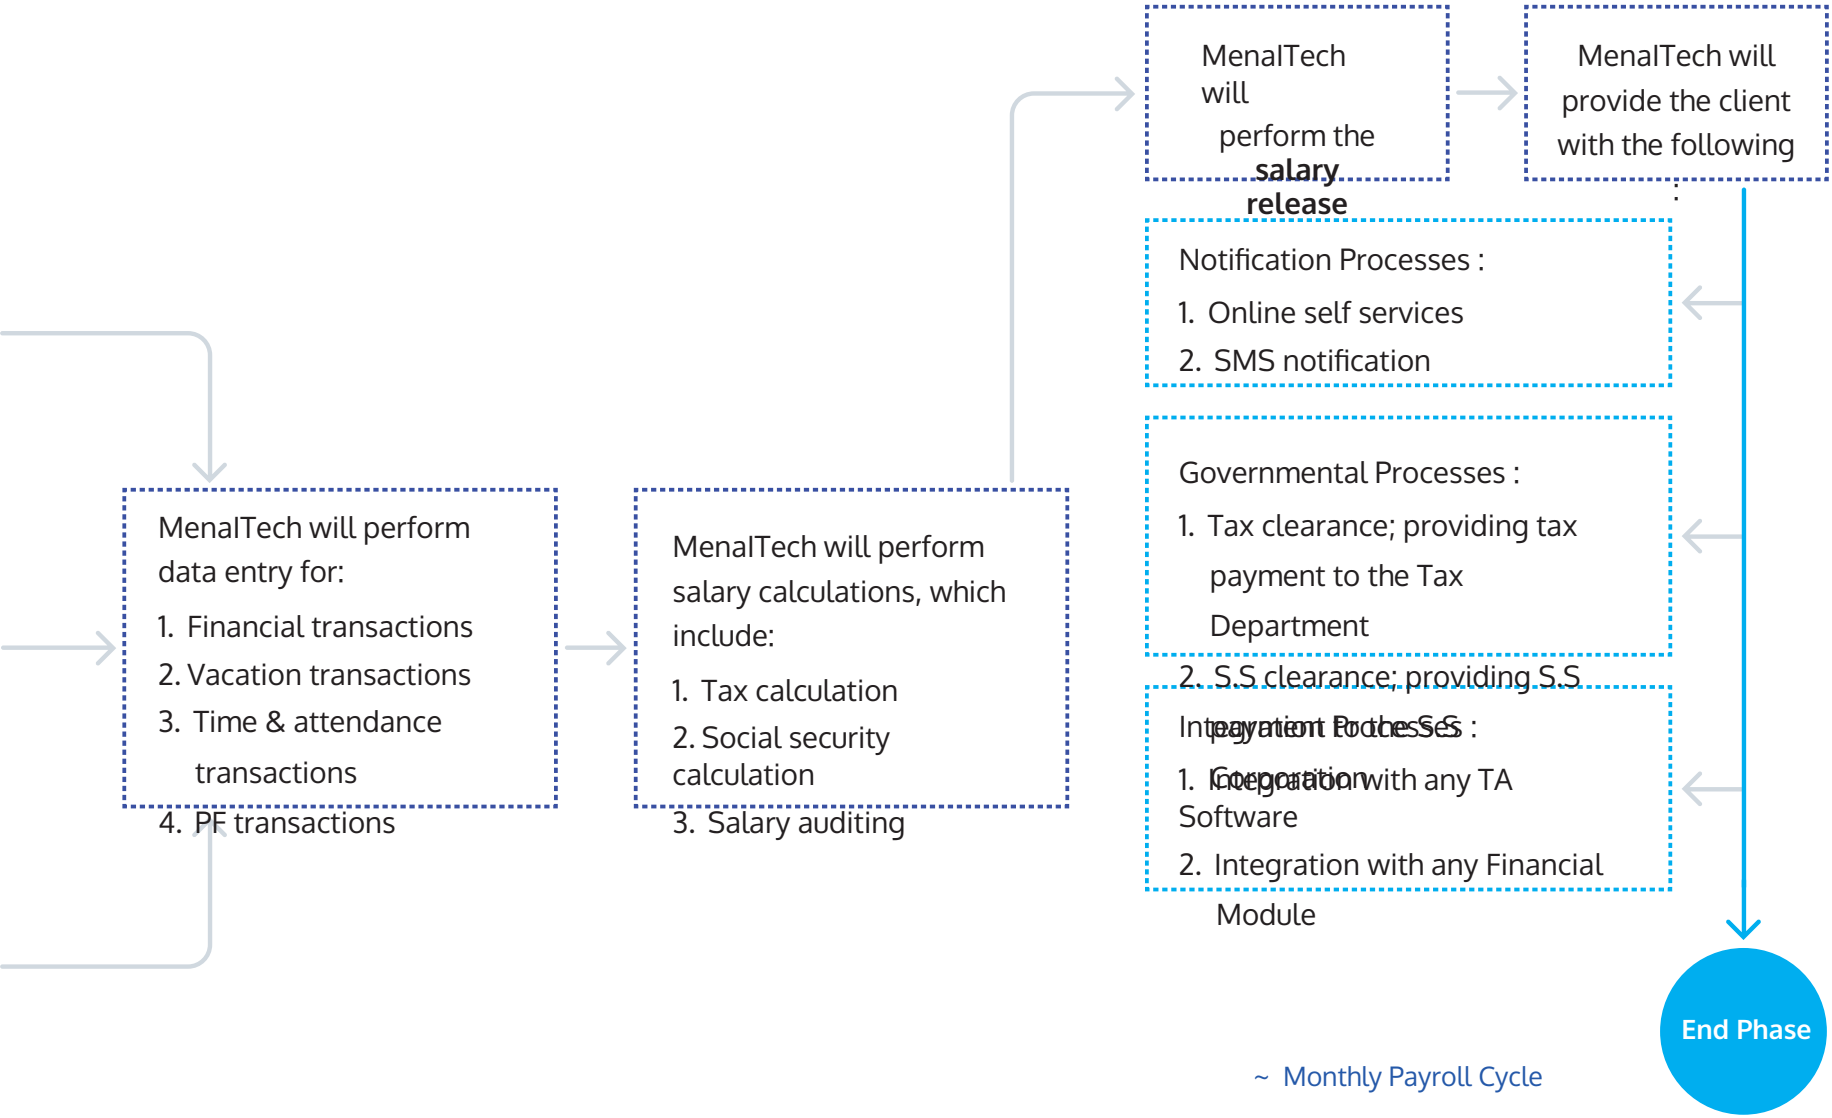 MenaITech
will
perform the
salary
release
MenaITech will
provide the client
with the following
:
Notification Processes :
1. Online self services
2. SMS notification
Governmental Processes :
1. Tax clearance; providing tax
payment to the Tax
Department
2. S.S clearance; providing S.S
payment to the S.S
Corporation
Integration Processes :
1. Integration with any TA
Software
2. Integration with any Financial
Module
MenaITech will perform
data entry for:
1. Financial transactions
2. Vacation transactions
3. Time & attendance
transactions
4. PF transactions
MenaITech will perform
salary calculations, which
include:
1. Tax calculation
2. Social security
calculation
3. Salary auditing
End Phase
~ Monthly Payroll Cycle